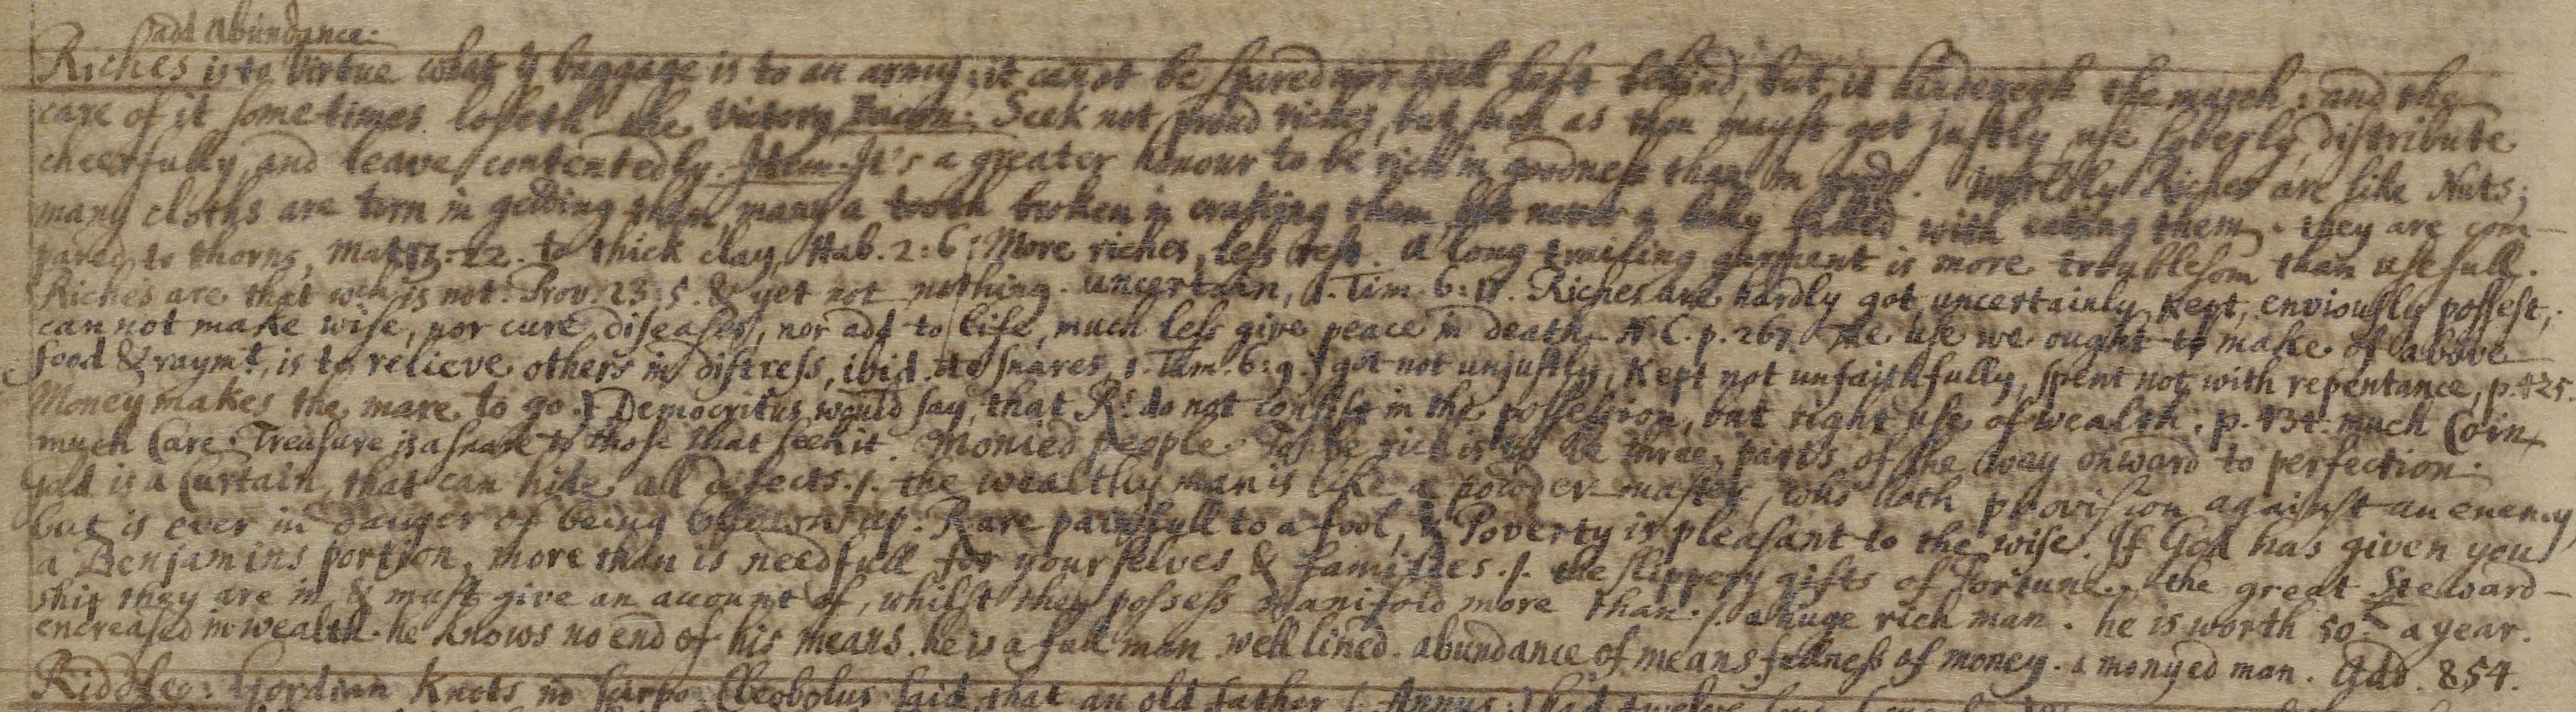 add Abundance.
Riches is to Virtue what ye baggage is to an army; it canot be spared nor well left behind, but it hindereth the march; and the
care of it sometimes loseth the victory Bacon: Seek not proud riches, but such as thou mayst get justly, use soberly, distribute
cheerfully, and leave contentedly. Idem. It's a greater honour to be rich in goodness than in goods. Worldly Riches are like Nuts;
many cloths are torn in getting them, many a tooth broken in craking them, but never a belly filled with eating them. they are com-
pared to thorns, Mat 13:22. to thick clay, Hab. 2:6: More riches, less rest. A long trailing garment is more troublesom than usefull.
Riches are that wch is not. Prov. 23:5. & yet not nothing. uncertain, 1. Tim. 6:17. Riches are hardly got, uncertainly kept, enviously possest,
can not make wise, nor cure diseases, nor add to life, much less give peace in death. N.C. p. 267. The use we ought to make of above
food & raymt, is to relieve others in distress, ibid. to snares, 1. Tim. 6:9. got not unjustly, kept not unfaithfully, spent not with repentance, p. 425
Money makes the mare to go. Democritus would say, that Rs do not consist in the possession, but right use of wealth. p. 434: much Coin,
much Care: Treasure is a snare to those that seek it. Monied people. To be rich is to be three parts of the way onward to perfection.
Gold is a Curtain, that can hide all defects./. the wealthy man is like a powder-master, who hath provision against an enemy,
but is ever in danger of being blowen up. R are painfull to a fool, & Poverty is pleasant to the wise. If God has given you
a Benjamins portion, more than is needfull for yourselves & families./. the slippery gifts of Fortune. the great Steward-
ship they are in & must give an account of, whilst they possess manifold more than./. a huge rich man. he is worth 50 a year.
encreased in wealth. he knows no end of his means. he is a full man. well lined. abundance of means. fulness of money. a monyed man. Add. 854.
Riddles: Gordian Knots Cleobolus said, that an old father Annus had twelve